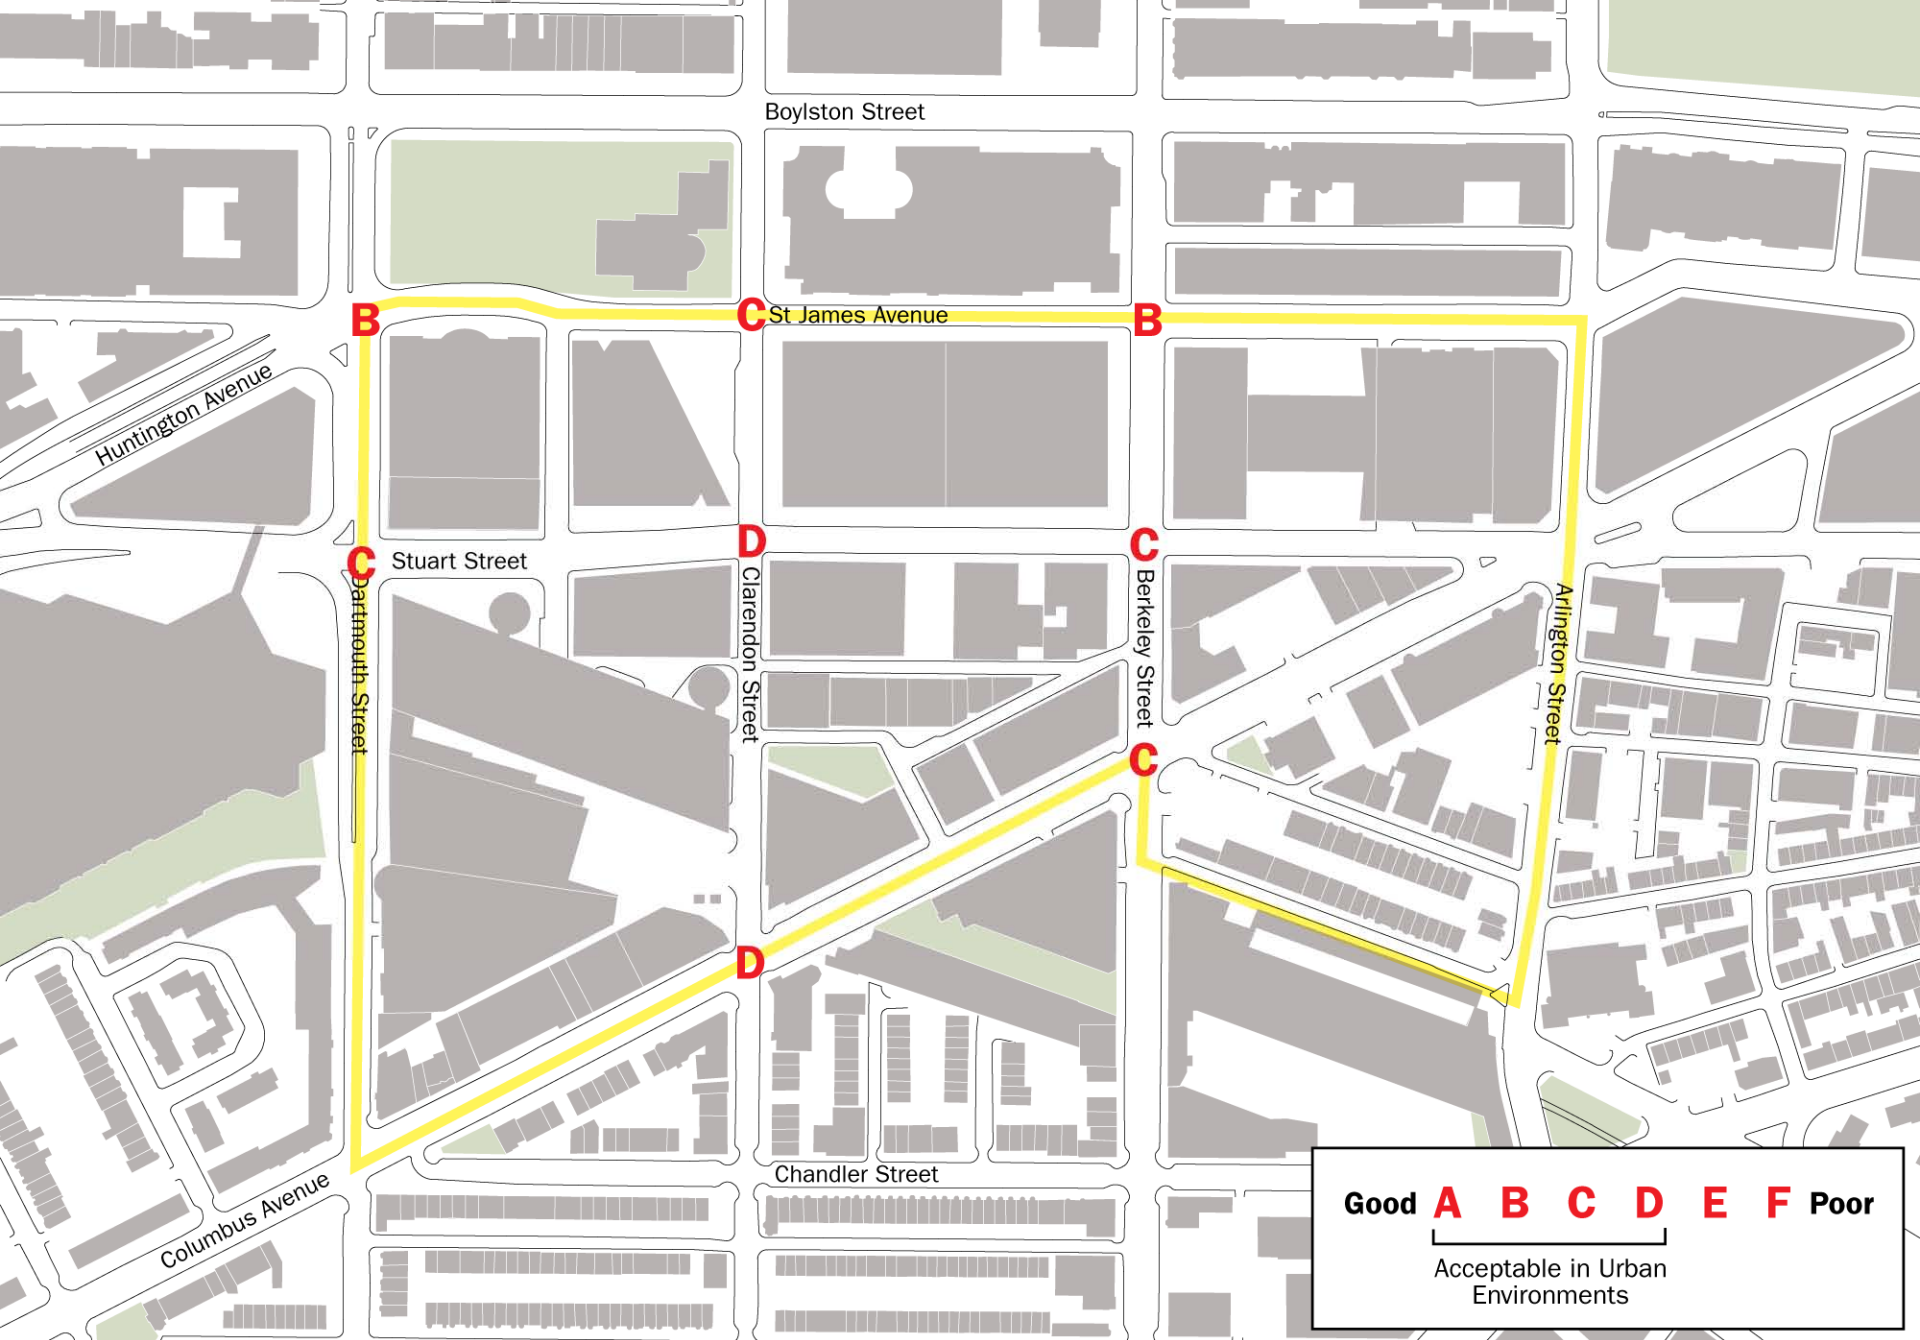 Boylston Street
B
C
St James Avenue
B
Huntington Avenue
D
C
C
Stuart Street
Dartmouth Street
Clarendon Street
Berkeley Street
Arlington Street
C
D
Chandler Street
Columbus Avenue
Good A B C D E F Poor
Acceptable in Urban
Environments